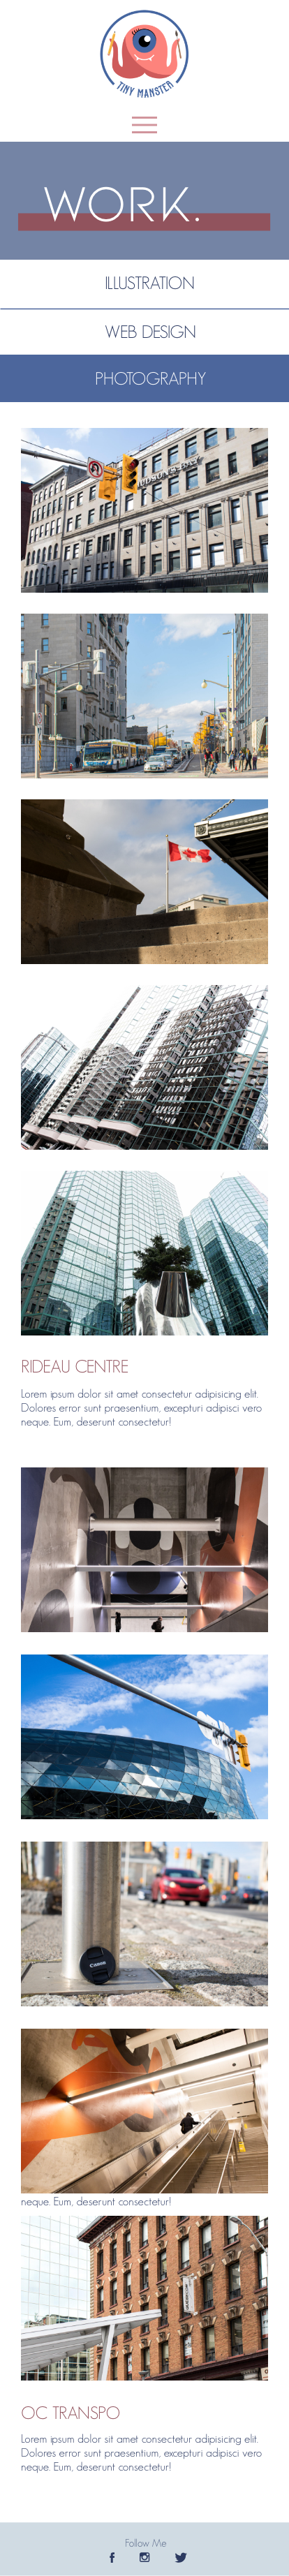 TINY MANSTER
WORK.
ILLUSTRATION
WEB DESIGN
PHOTOGRAPHY
RIDEAU CENTRE
Lorem ipsum dolor sit amet consectetur adipisicing elit.
Dolores error sunt praesentium, excepturi adipisci vero
neque. Eum, deserunt consectetur!
Canon
neque. Eum, deserunt consectetur!
OC TRANSPO
Lorem ipsum dolor sit amet consectetur adipisicing elit.
Dolores error sunt praesentium, excepturi adipisci vero
neque. Eum, deserunt consectetur!
Follow Me